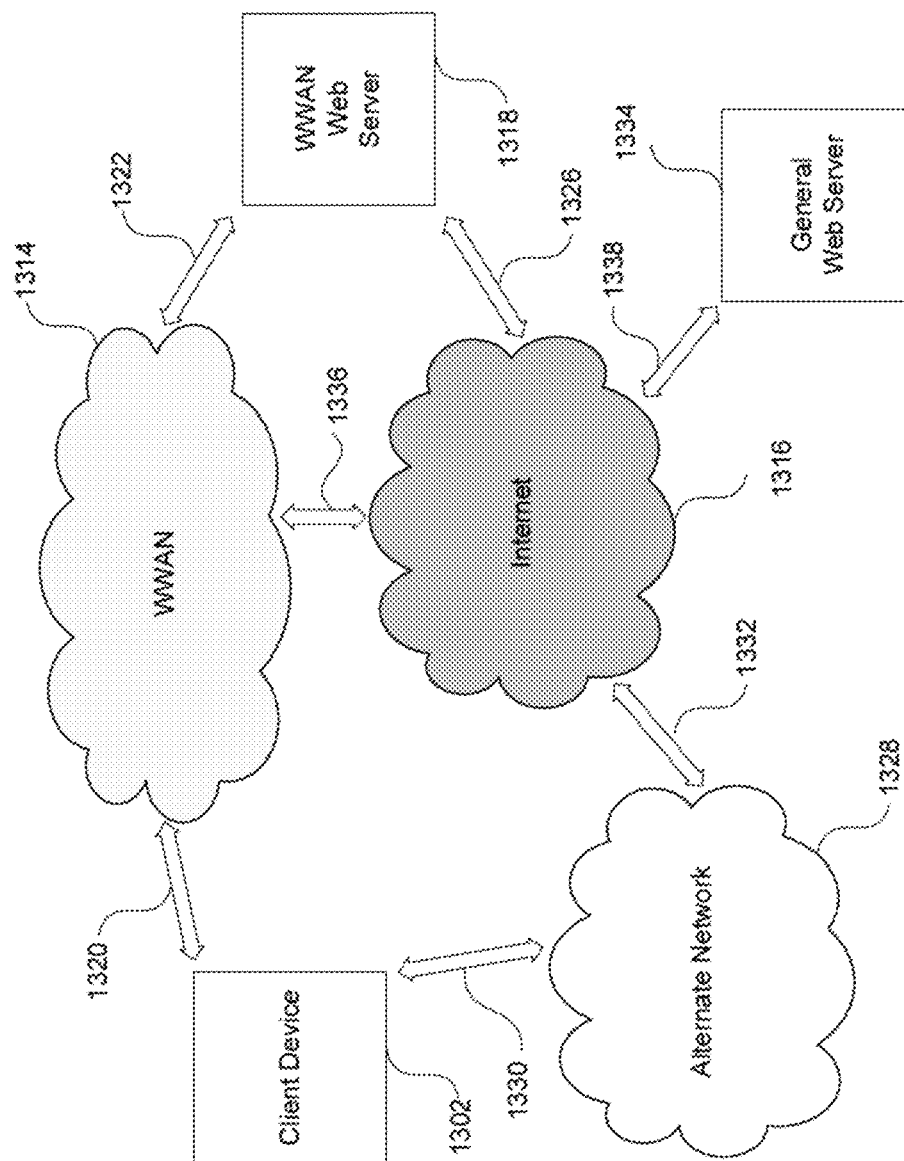 1314
1322
WWAN
WWAN
Web
Server
1320
1318
1336
1326
Client Device
1302
Internet
1338
1334
1330
1316
General
Web Server
1332
Alternate Network
1328